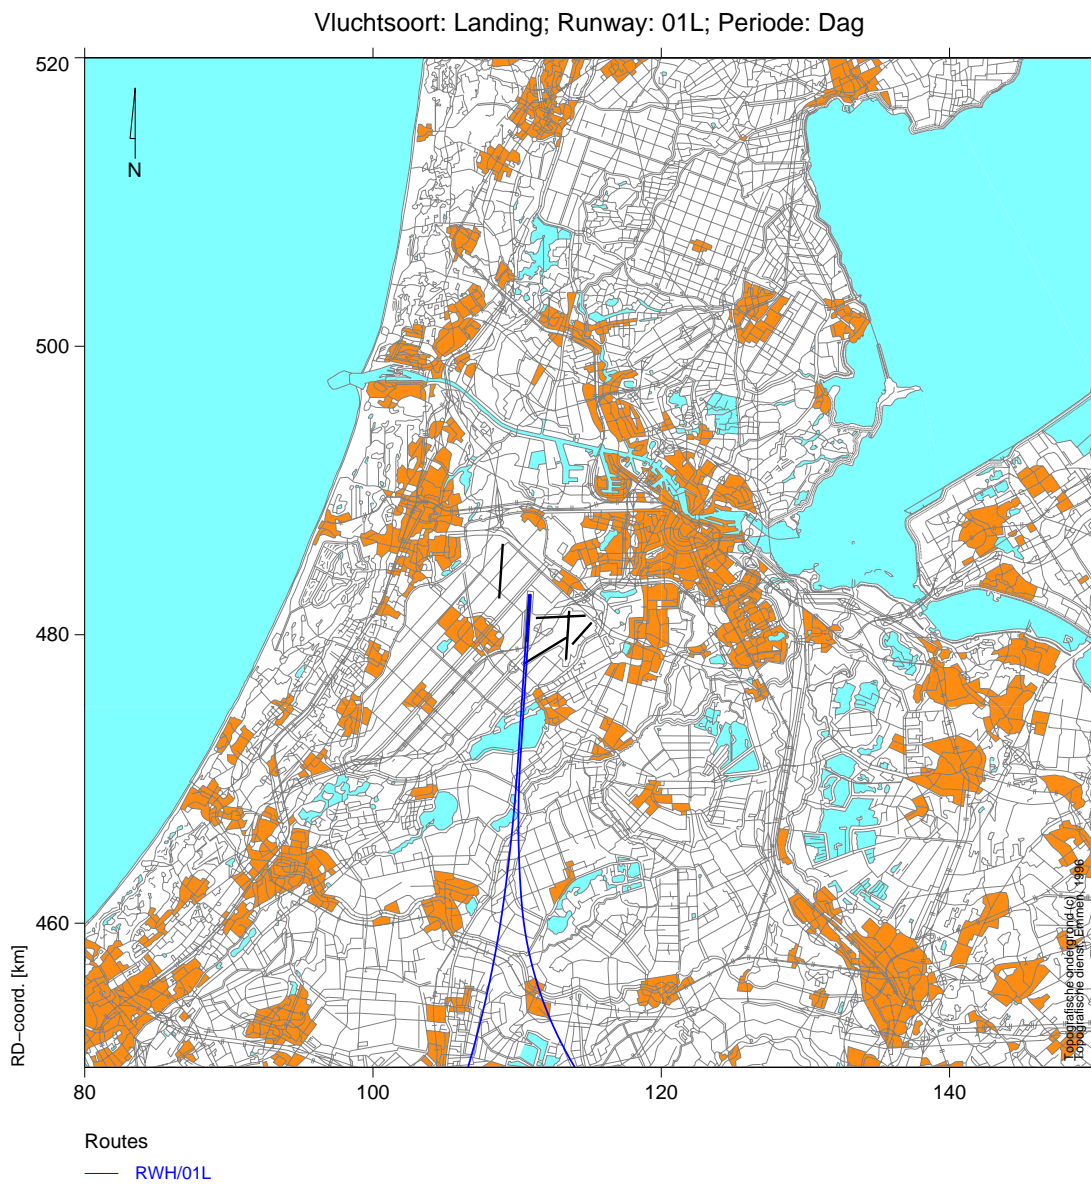 Vluchtsoort: Landing; Runway: 01L; Periode: Dag
520
N
500
480
460
RD−coord. [km]
80
100
120
140
Topografische ondergrond (c)
Topografische dienst, Emmen, 1996
Routes
RWH/01L